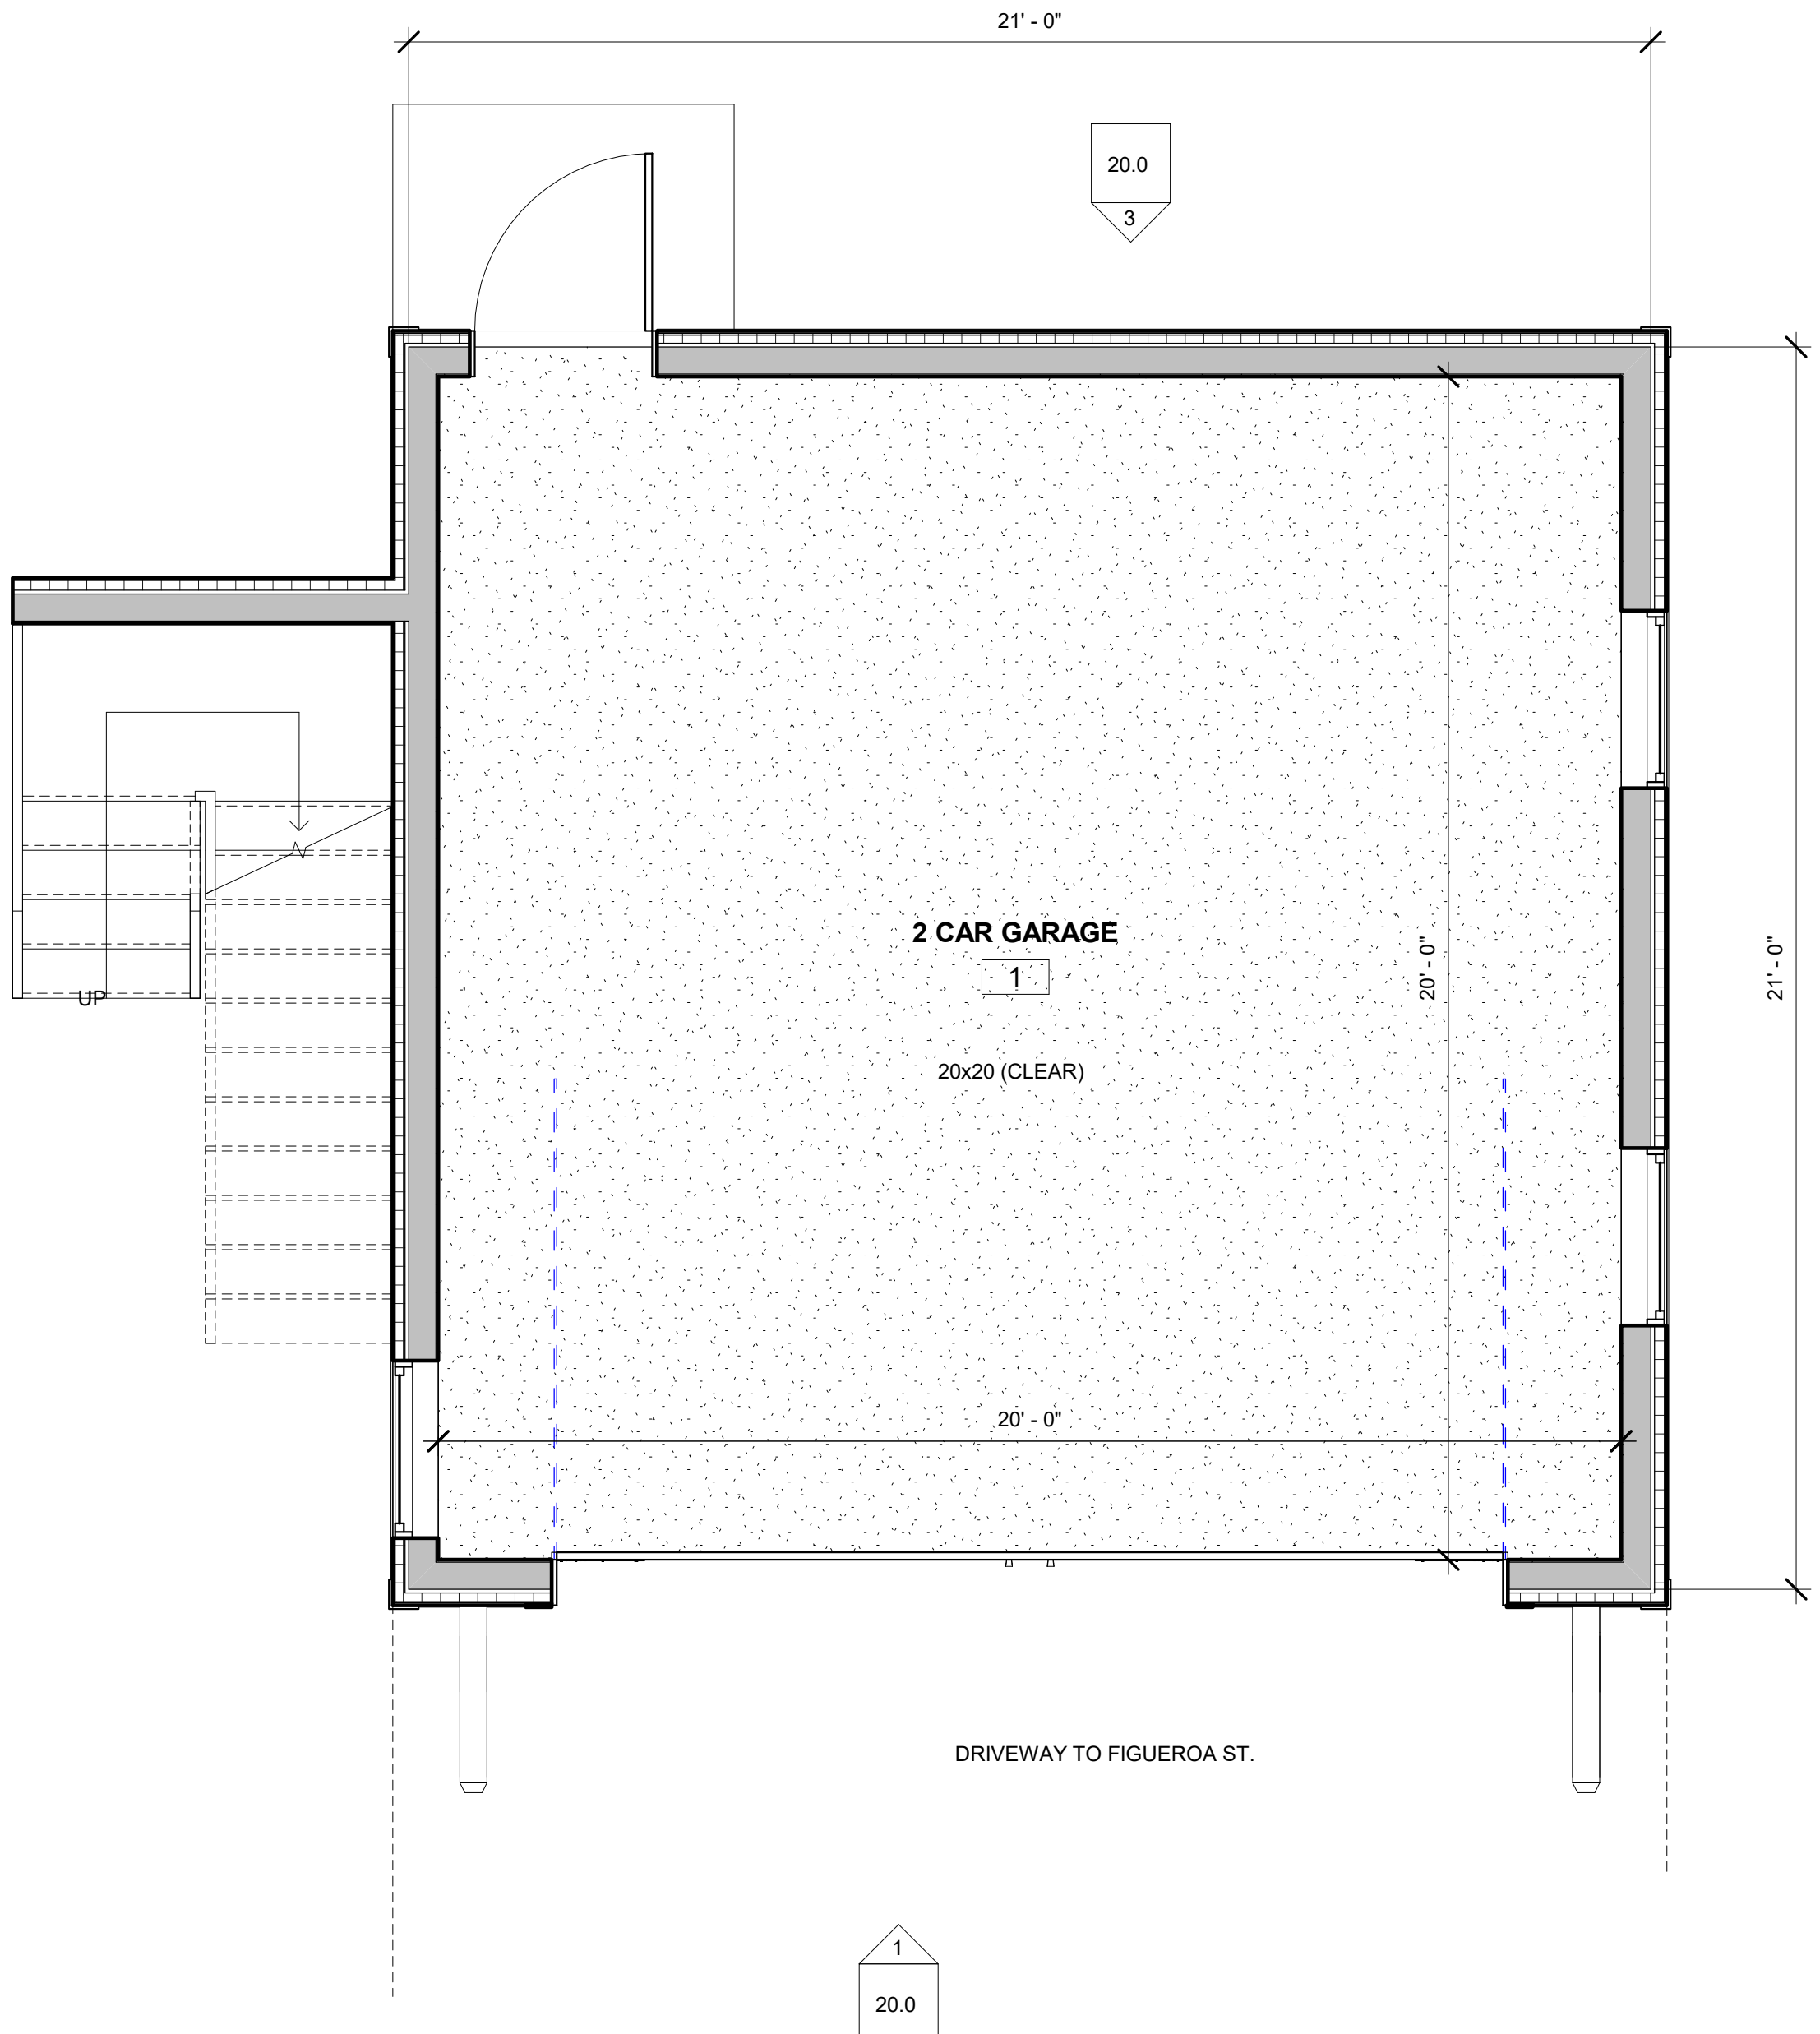 21' - 0"
20.0
3
2 CAR GARAGE
1
20' - 0"
21' - 0"
UP
20x20 (CLEAR)
20' - 0"
DRIVEWAY TO FIGUEROA ST.
1
20.0